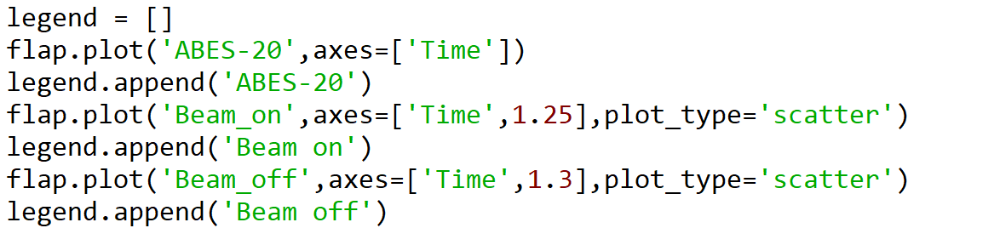 legend = []
flap.plot('ABES-20',axes=['Time'])
legend.append('ABES-20')
flap.plot('Beam_on',axes=['Time',1.25],plot_type='scatter')
legend.append('Beam on')
flap.plot('Beam_off',axes=['Time',1.3],plot_type='scatter')
legend.append('Beam off')